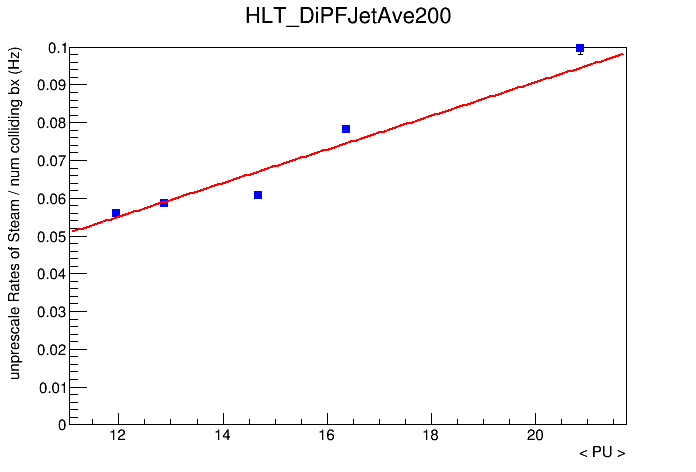 HLT_DiPFJetAve200
unprescale Rates of Steam / num colliding bx (Hz)
0.1
0.09
0.08
0.07
0.06
0.05
0.04
0.03
0.02
0.01
0
12 14 16 18 20
< PU >